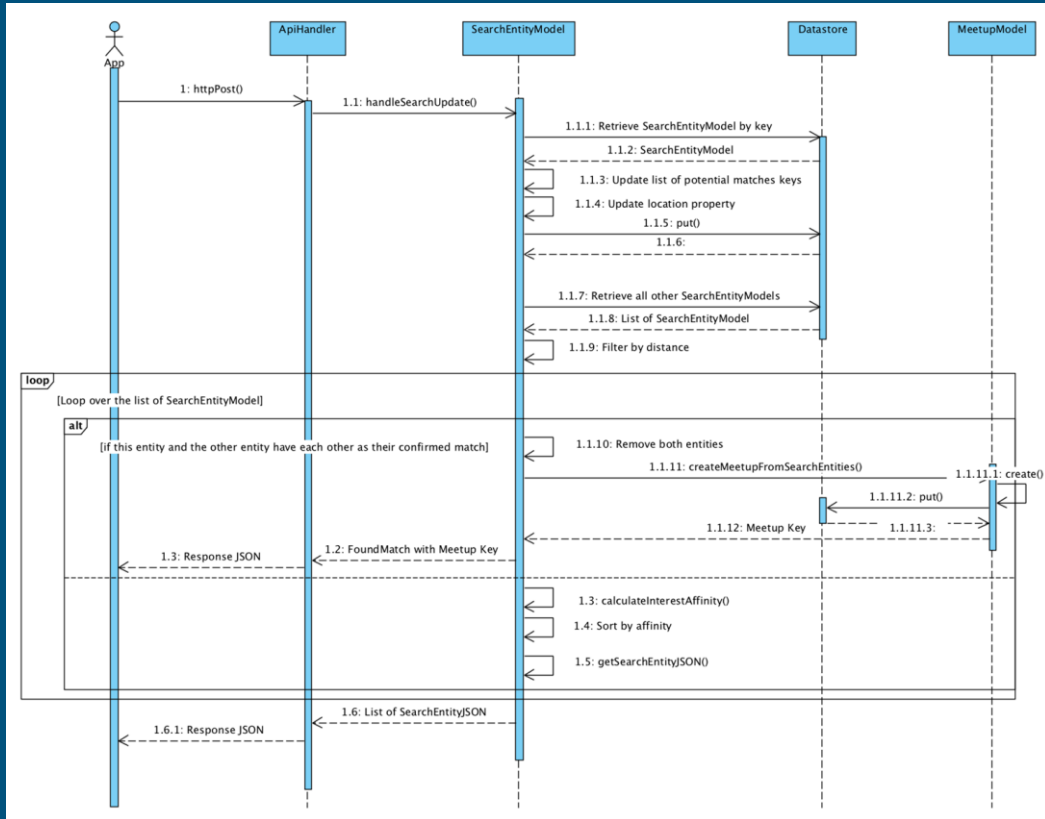 App
ApiHandler
SearchEntityModel
Datastore
MeetupModel
1: httpPost()
1.1: handleSearchUpdate()
1.1.1: Retrieve SearchEntityModel by key
1.1.2: SearchEntityModel
1.1.3: Update list of potential matches keys
1.1.4: Update location property
1.1.5: put()
1.1.6:
1.1.7: Retrieve all other SearchEntityModels
1.1.8: List of SearchEntityModel
1.1.9: Filter by distance
loop
[Loop over the list of SearchEntityModel]
alt
[if this entity and the other entity have each other as their confirmed match]
1.1.10: Remove both entities
1.1.11: createMeetupFromSearchEntities()
1.1.11.1: create()
1.1.11.2: put()
1.1.12: Meetup Key
1.1.11.3:
1.2: FoundMatch with Meetup Key
1.3: Response JSON
1.3: calculateInterestAffinity()
1.4: Sort by affinity
1.5: getSearchEntityJSON()
1.6: List of SearchEntityJSON
1.6.1: Response JSON